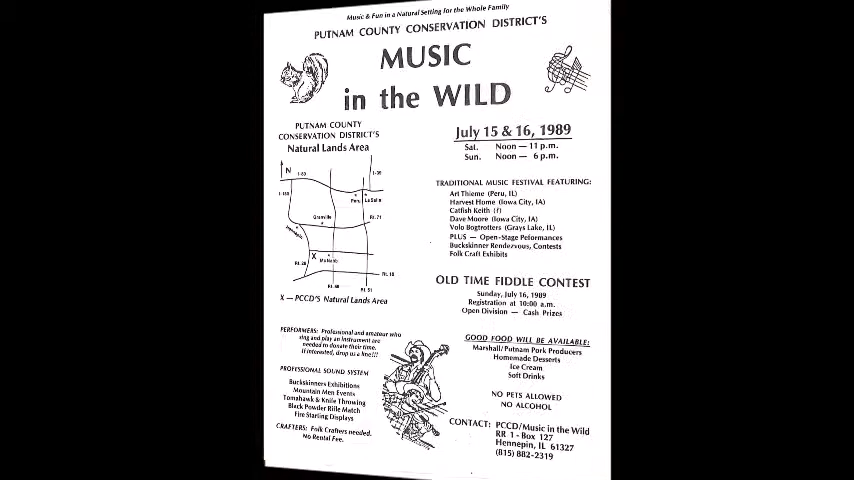 Music & Fun in a Natural Setting for the Whole Family
PUTNAM COUNTY CONSERVATION DISTRICT'S
MUSIC
in the WILD
PUTNAM COUNTY
CONSERVATION DISTRICT'S
Natural Lands Area
N
I-80
I-39
I-180
Peru
La Salle
Granville
Rt. 71
Hennepin
X
McNabb
Rt. 26
Rt. 18
Rt. 89
Rt. 51
X — PCCD'S Natural Lands Area
July 15 & 16, 1989
Sat. Noon — 11 p.m.
Sun. Noon — 6 p.m.
TRADITIONAL MUSIC FESTIVAL FEATURING:
Art Thieme (Peru, IL)
Harvest Home (Iowa City, IA)
Catfish Keith (f)
Dave Moore (Iowa City, IA)
Volo Bogtrotters (Grays Lake, IL)
PLUS — Open-Stage Peformances
Buckskinner Rendezvous, Contests
Folk Craft Exhibits
OLD TIME FIDDLE CONTEST
Sunday, July 16, 1989
Registration at 10:00 a.m.
Open Division — Cash Prizes
PERFORMERS: Professional and amateur who
sing and play an instrument are
needed to donate their time.
If interested, drop us a line!!!
PROFESSIONAL SOUND SYSTEM
Buckskinners Exhibitions
Mountain Men Events
Tomahawk & Knife Throwing
Black Powder Rifle Match
Fire Starting Displays
CRAFTERS: Folk Crafters needed.
No Rental Fee.
GOOD FOOD WILL BE AVAILABLE:
Marshall/Putnam Pork Producers
Homemade Desserts
Ice Cream
Soft Drinks
NO PETS ALLOWED
NO ALCOHOL
CONTACT: PCCD/Music in the Wild
RR 1 - Box 127
Hennepin, IL 61327
(815) 882-2319